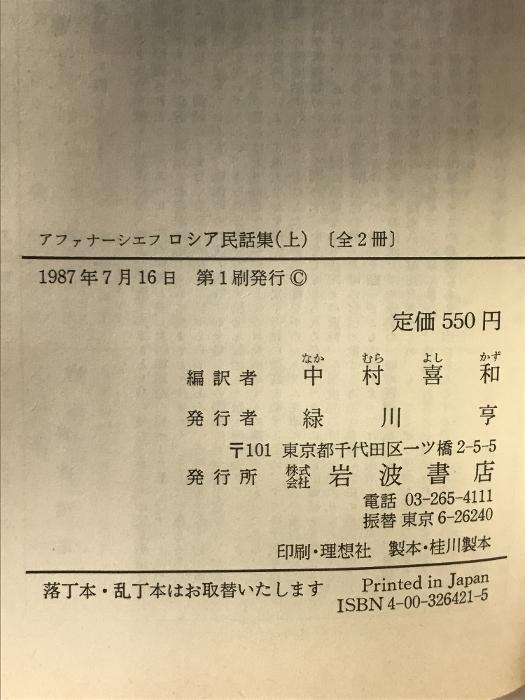 アファナーシエフ ロシア民話集(上) 〔全2冊〕
1987年7月16日 第1刷発行©
定価 550 円
なか むら よし かず
編訳者 中村喜和
発行者 緑川 亨
〒101 東京都千代田区一ツ橋 2-5-5
発行所 株式会社 岩波書店
電話 03-265-4111
振替 東京 6-26240
印刷・理想社 製本・桂川製本
落丁本・乱丁本はお取替いたします
Printed in Japan
ISBN 4-00-326421-5